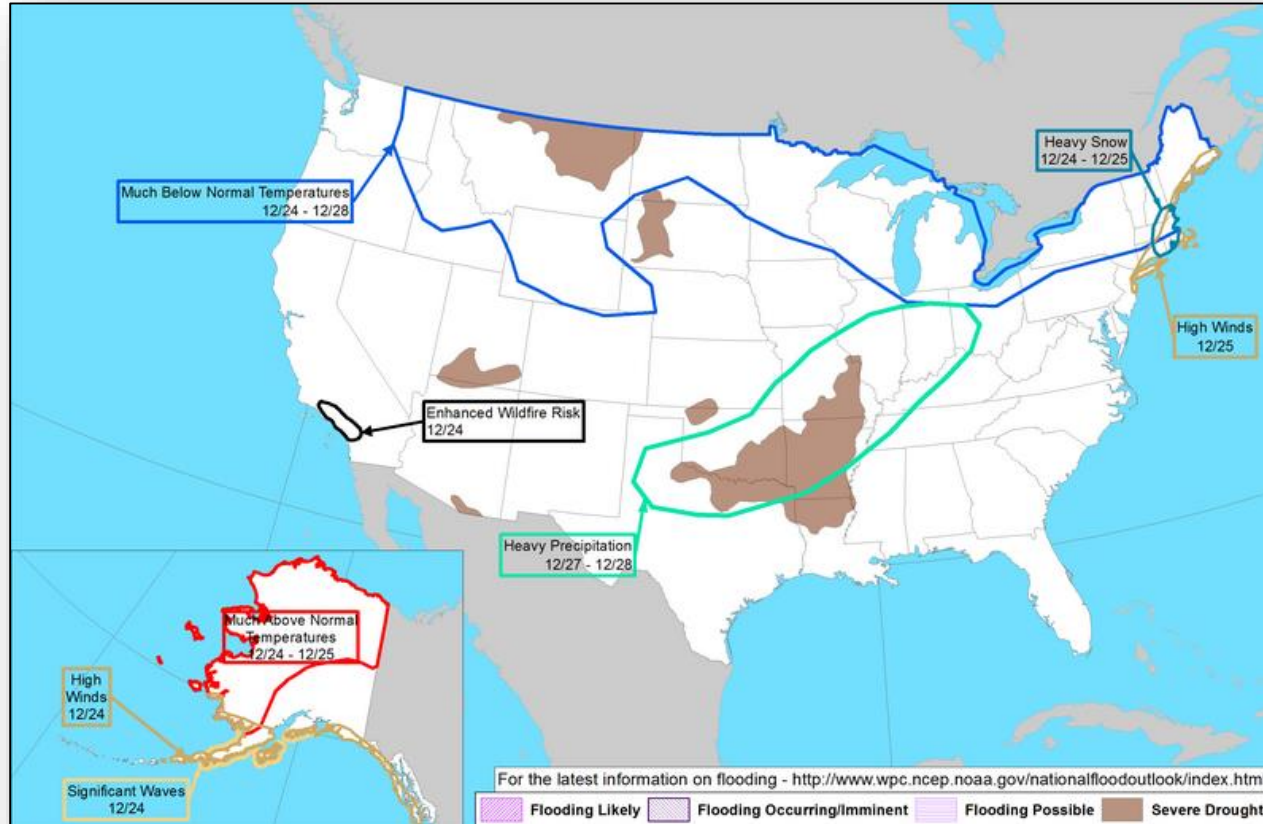 Heavy Snow
12/24 - 12/25
Much Below Normal Temperatures
12/24 - 12/28
High Winds
12/25
Enhanced Wildfire Risk
12/24
Heavy Precipitation
12/27 - 12/28
Much Above Normal
Temperatures
12/24 - 12/25
High
Winds
12/24
Significant Waves
12/24
For the latest information on flooding - http://www.wpc.ncep.noaa.gov/nationalfloodoutlook/index.htm
Flooding Likely
Flooding Occurring/Imminent
Flooding Possible
Severe Drought